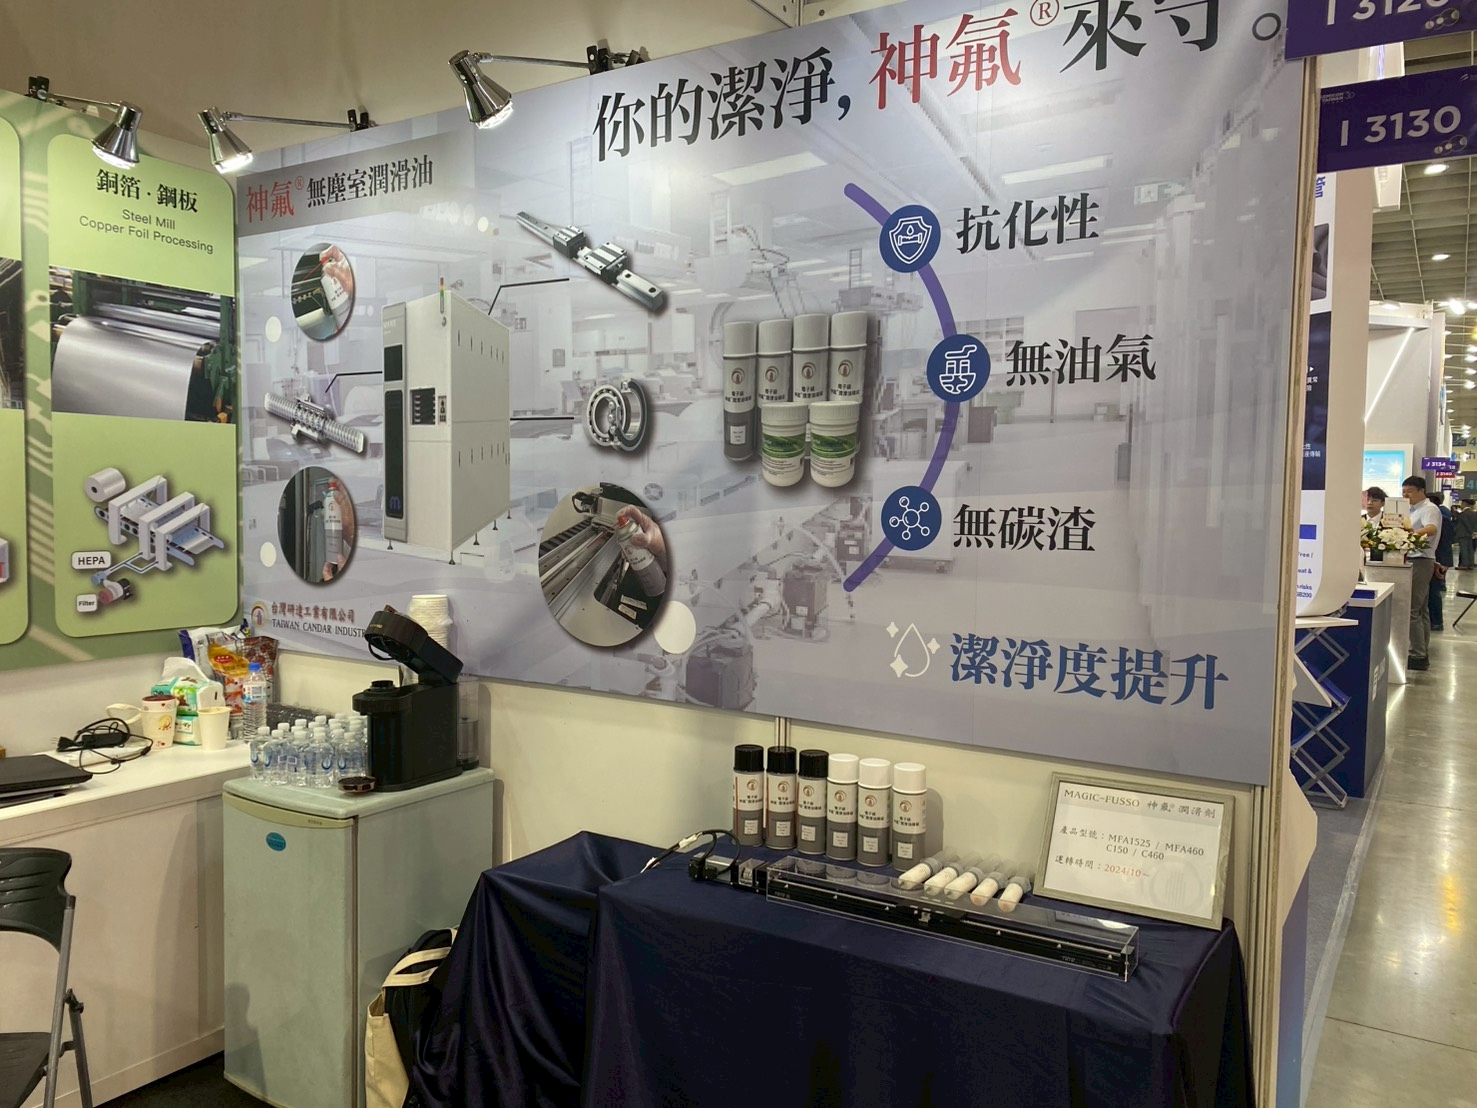 你的潔淨,神氟®來守。
神氟®無塵室潤滑油
銅箔.鋼板
Steel Mill
Copper Foil Processing
HEPA
Filter
抗化性
無油氣
無碳渣
潔淨度提升
台灣研達工業有限公司
TAIWAN CANDAR INDUST
MAGIC-FUSSO 神氟®潤滑劑
產品型號:MFA1525 / MFA460
C150 / C460
運轉時間:2024/10~
I 3128
I 3130
J 3134